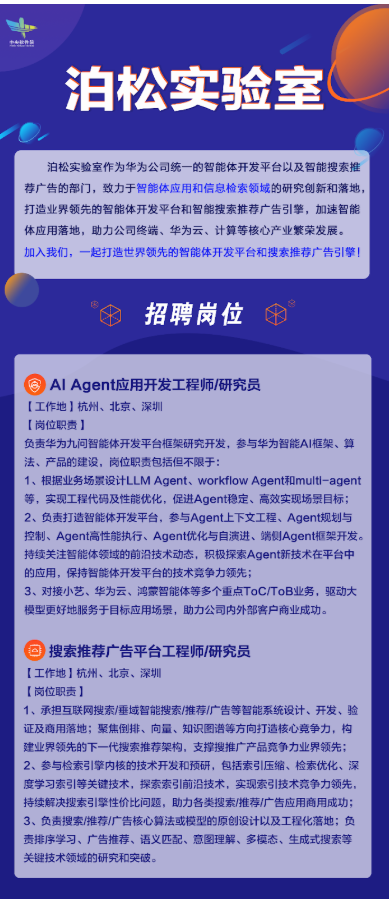 中央软件院
泊松实验室
泊松实验室作为华为公司统一的智能体开发平台以及智能搜索推
荐广告的部门，致力于智能体应用和信息检索领域的研究创新和落地，
打造业界领先的智能体开发平台和智能搜索推荐广告引擎，加速智能
体应用落地，助力公司终端、华为云、计算等核心产业繁荣发展。
加入我们，一起打造世界领先的智能体开发平台和搜索推荐广告引擎！
招聘岗位
AI Agent应用开发工程师/研究员
【工作地】杭州、北京、深圳
【岗位职责】
负责华为九问智能体开发平台框架研究开发，参与华为智能AI框架、算
法、产品的建设，岗位职责包括但不限于：
1、根据业务场景设计LLM Agent、workflow Agent和multi-agent
等，实现工程代码及性能优化，促进Agent稳定、高效实现场景目标；
2、负责打造智能体开发平台，参与Agent上下文工程、Agent规划与
控制、Agent高性能执行、Agent优化与自演进、端侧Agent框架开发。
持续关注智能体领域的前沿技术动态，积极探索Agent新技术在平台中
的应用，保持智能体开发平台的技术竞争力领先；
3、对接小艺、华为云、鸿蒙智能体等多个重点ToC/ToB业务，驱动大
模型更好地服务于目标应用场景，助力公司内外部客户商业成功。
搜索推荐广告平台工程师/研究员
【工作地】杭州、北京、深圳
【岗位职责】
1、承担互联网搜索/垂域智能搜索/推荐/广告等智能系统设计、开发、验
证及商用落地；聚焦倒排、向量、知识图谱等方向打造核心竞争力，构
建业界领先的下一代搜索推荐架构，支撑搜推广产品竞争力业界领先；
2、参与检索引擎内核的技术开发和预研，包括索引压缩、检索优化、深
度学习索引等关键技术，探索索引前沿技术，实现索引技术竞争力领先，
持续解决搜索引擎性价比问题，助力各类搜索/推荐/广告应用商用成功；
3、负责搜索/推荐/广告核心算法或模型的原创设计以及工程化落地；负
责排序学习、广告推荐、语义匹配、意图理解、多模态、生成式搜索等
关键技术领域的研究和突破。